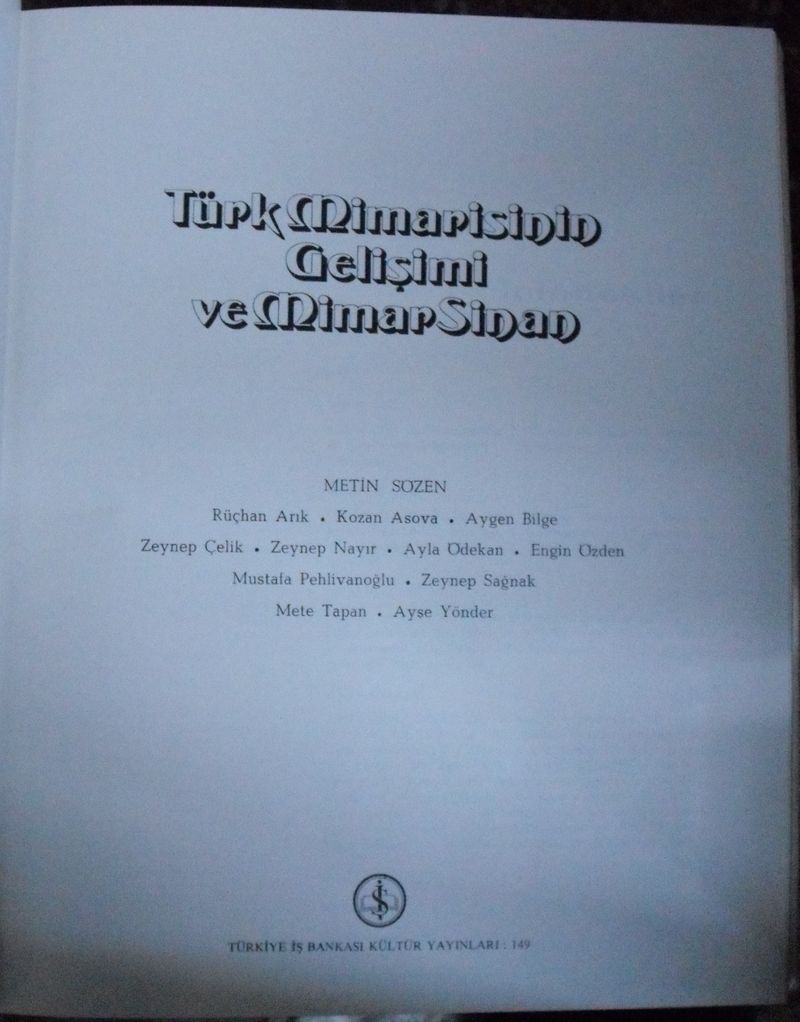 Türk Mimarisinin
Gelişimi
ve Mimar Sinan
METİN SÖZEN
Rüçhan Arık • Kozan Asova • Aygen Bilge
Zeynep Çelik • Zeynep Nayır • Ayla Ödekan • Engin Özden
Mustafa Pehlivanoğlu • Zeynep Sağnak
Mete Tapan • Ayşe Yönder
İŞ
TÜRKİYE İŞ BANKASI KÜLTÜR YAYINLARI : 149